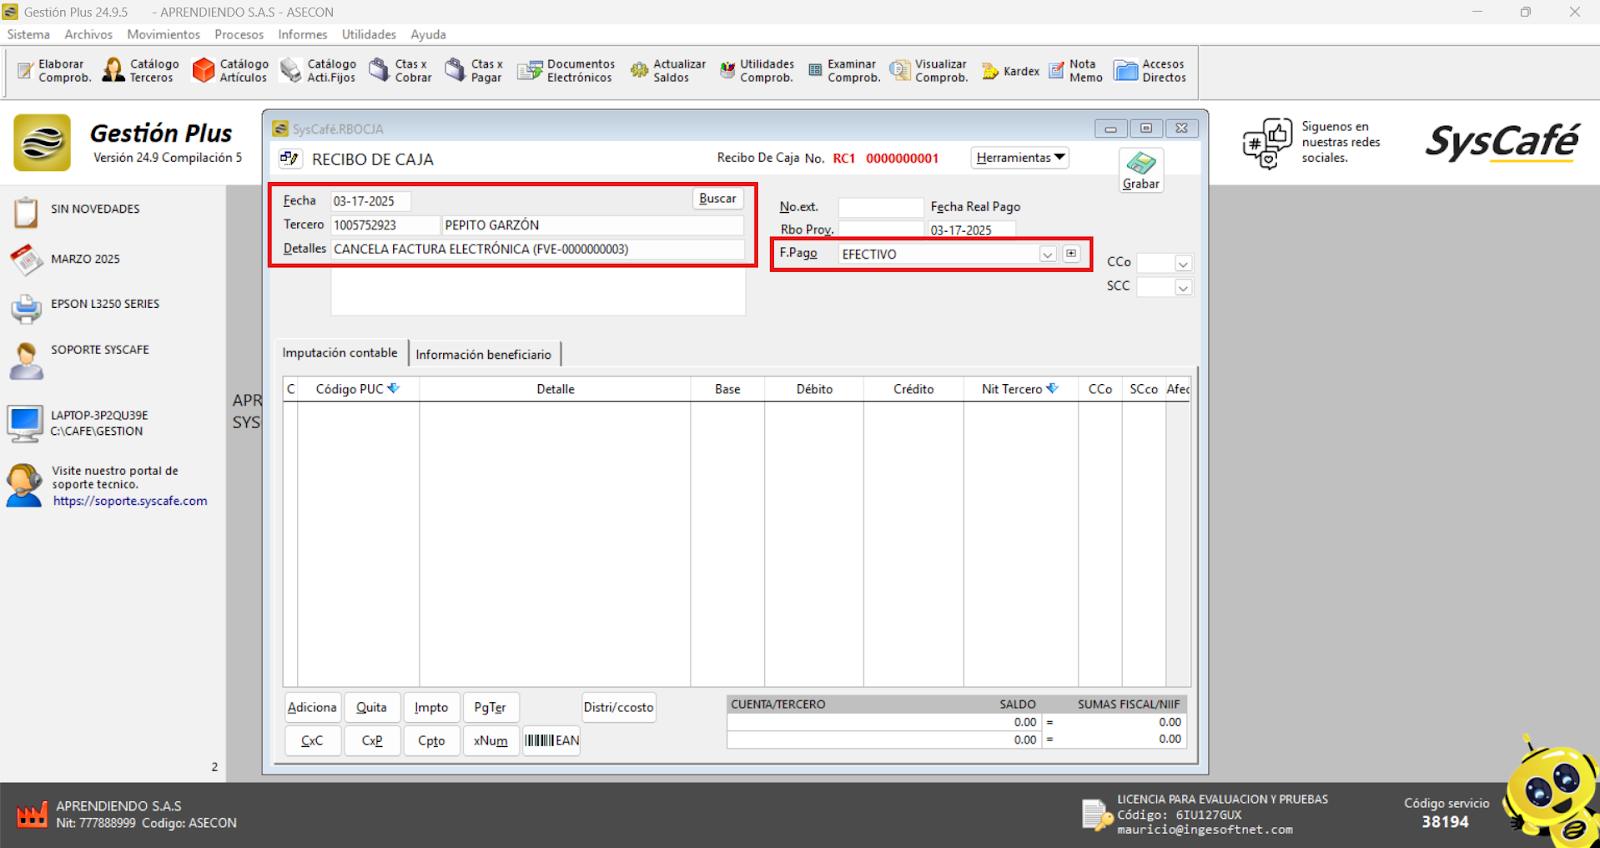 Gestión Plus 24.9.5 - APRENDIENDO S.A.S - ASECON
Sistema Archivos Movimientos Procesos Informes Utilidades Ayuda
Elaborar Comprob.
Catálogo Terceros
Catálogo Artículos
Catálogo Acti.Fijos
Ctas x Cobrar
Ctas x Pagar
Documentos Electrónicos
Actualizar Saldos
Utilidades Comprob.
Examinar Comprob.
Visualizar Comprob.
Kardex
Nota Memo
Accesos Directos
Gestión Plus
Versión 24.9 Compilación 5
Siguenos en
nuestras redes
sociales.
SysCafé
SIN NOVEDADES
MARZO 2025
EPSON L3250 SERIES
SOPORTE SYSCAFE
LAPTOP-3P2QU39E
C:\CAFE\GESTION
Visite nuestro portal de
soporte tecnico.
https://soporte.syscafe.com
2
APR
SYS
SysCafé.RBOCJA
RECIBO DE CAJA
Recibo De Caja No. RC1 0000000001
Herramientas
Grabar
Fecha 03-17-2025
Buscar
Tercero 1005752923 PEPITO GARZÓN
Detalles CANCELA FACTURA ELECTRÓNICA (FVE-0000000003)
No.ext. Fecha Real Pago
Rbo Prov. 03-17-2025
F.Pago EFECTIVO
CCo
SCC
Imputación contable Información beneficiario
C Código PUC Detalle Base Débito Crédito Nit Tercero CCo SCco Afec
Adiciona Quita Impto PgTer Distri/ccosto
CxC CxP Cpto xNum EAN
CUENTA/TERCERO SALDO SUMAS FISCAL/NIIF
0.00 = 0.00
0.00 = 0.00
APRENDIENDO S.A.S
Nit: 777888999 Codigo: ASECON
LICENCIA PARA EVALUACION Y PRUEBAS
Código: 6IU127GUX
mauricio@ingesoftnet.com
Código servicio
38194